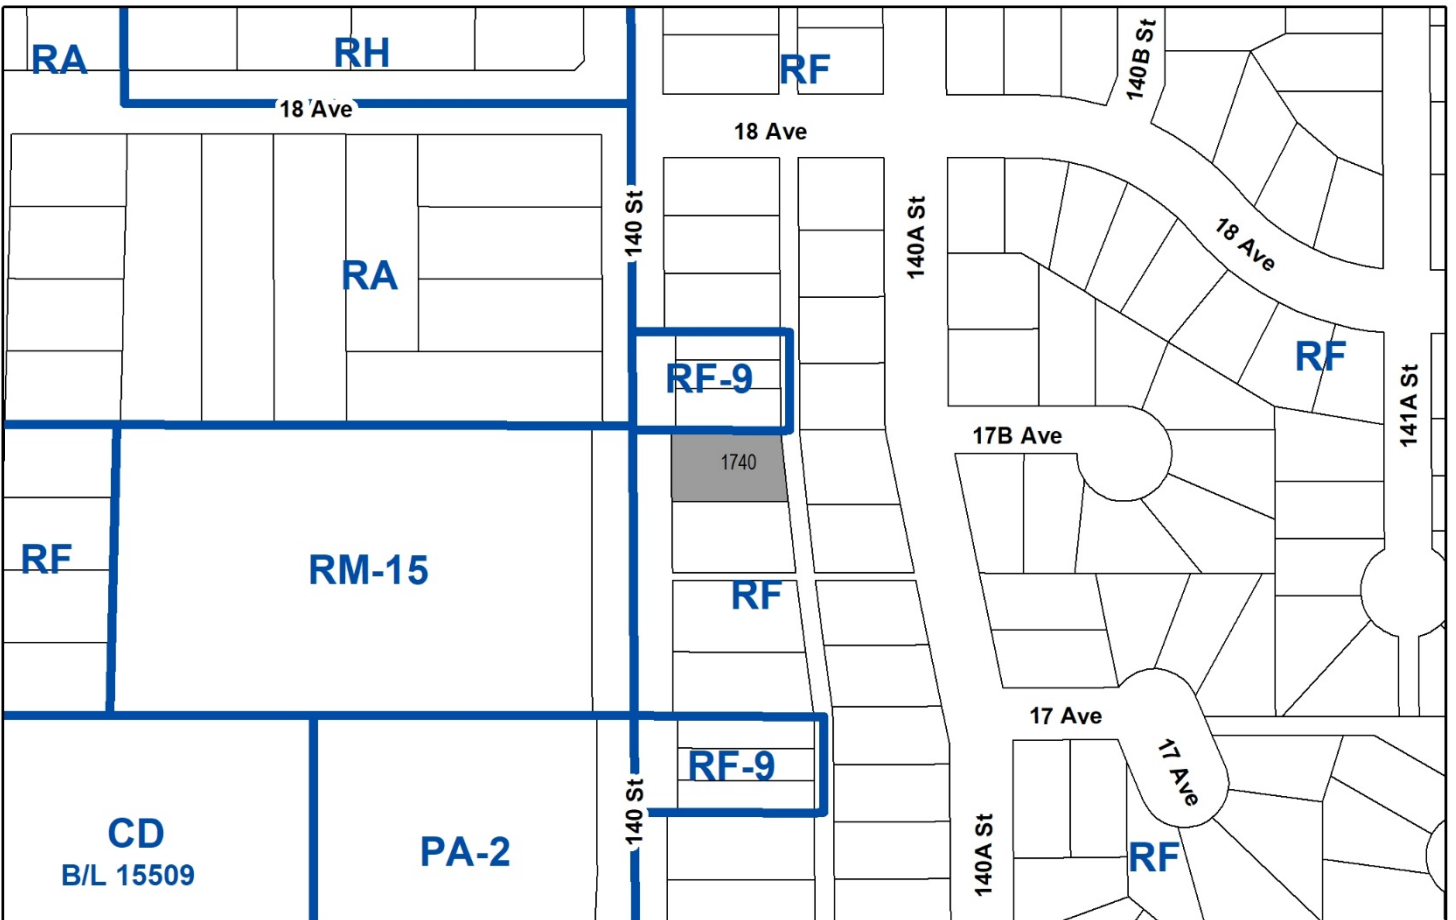 RA
RH
RF
140B St
18 Ave
18 Ave
140 St
140A St
18 Ave
RA
RF-9
RF
141A St
17B Ave
1740
RF
RM-15
RF
17 Ave
RF-9
17 Ave
140 St
CD
B/L 15509
PA-2
140A St
RF